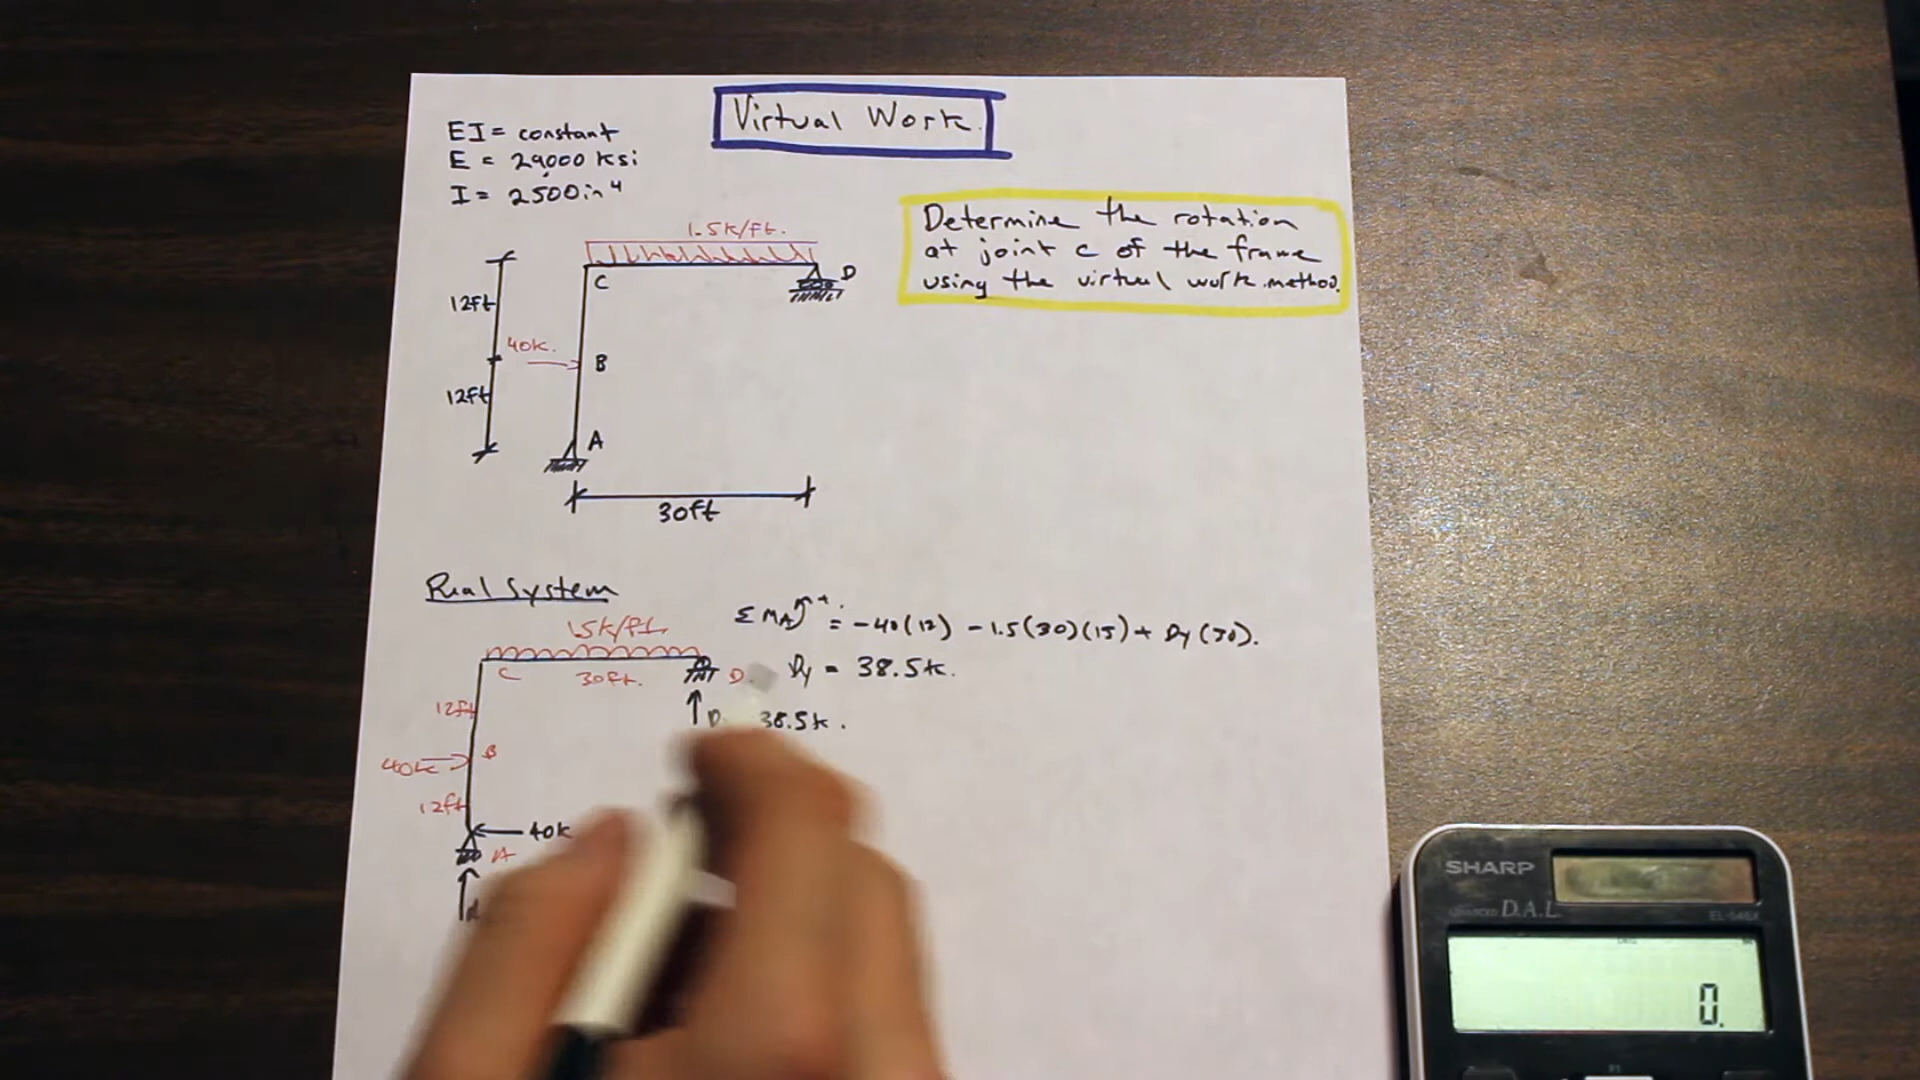 Virtual Work.
EI = constant
E = 29000 ksi
I = 2500in⁴
Determine the rotation
at joint c of the frame
using the virtual work method.
1.5k/ft.
C
D
12ft
40k.
B
12ft
A
30ft
Real System
1.5k/ft.
ΣMA + = -40(12) - 1.5(30)(15) + Dy(30).
C
30ft.
D.
Dy = 38.5k.
12ft
38.5k.
B
40k
12ft
40k
A
SHARP
ADVANCED D.A.L.
0.